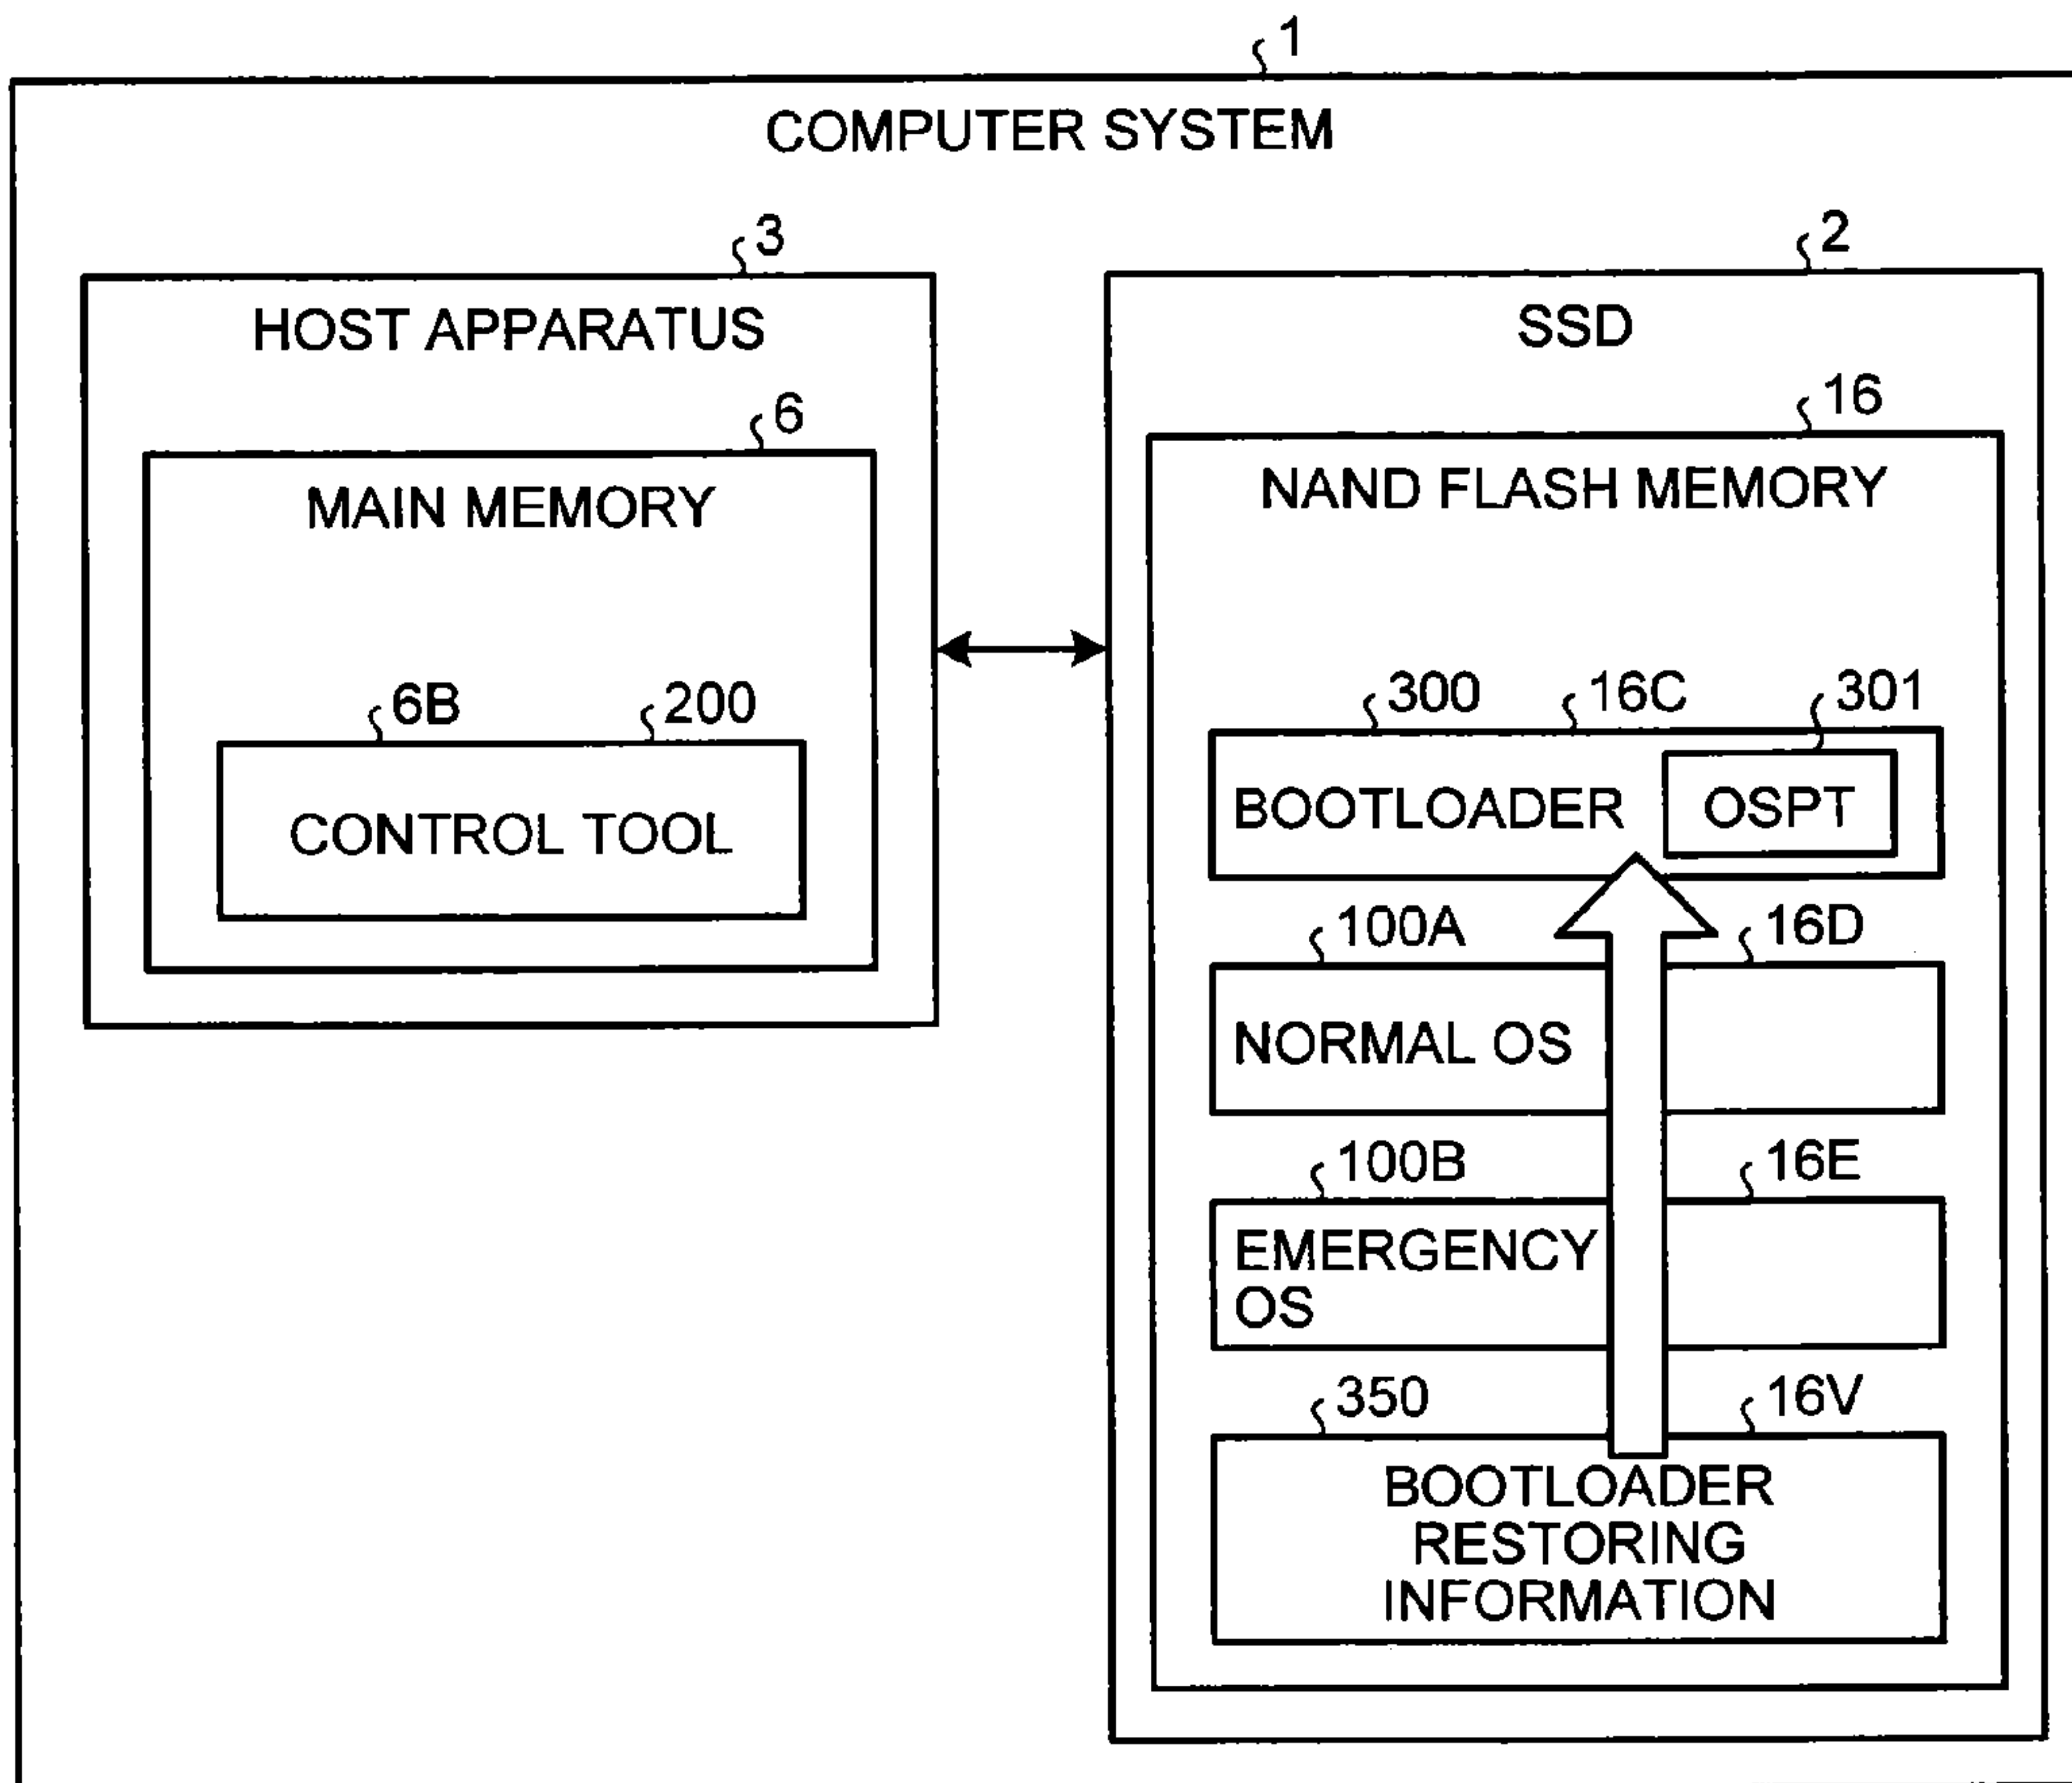 1
COMPUTER SYSTEM
3
HOST APPARATUS
6
MAIN MEMORY
6B
200
CONTROL TOOL
2
SSD
16
NAND FLASH MEMORY
300
16C
301
BOOTLOADER
OSPT
100A
16D
NORMAL OS
100B
16E
EMERGENCY
OS
350
16V
BOOTLOADER
RESTORING
INFORMATION